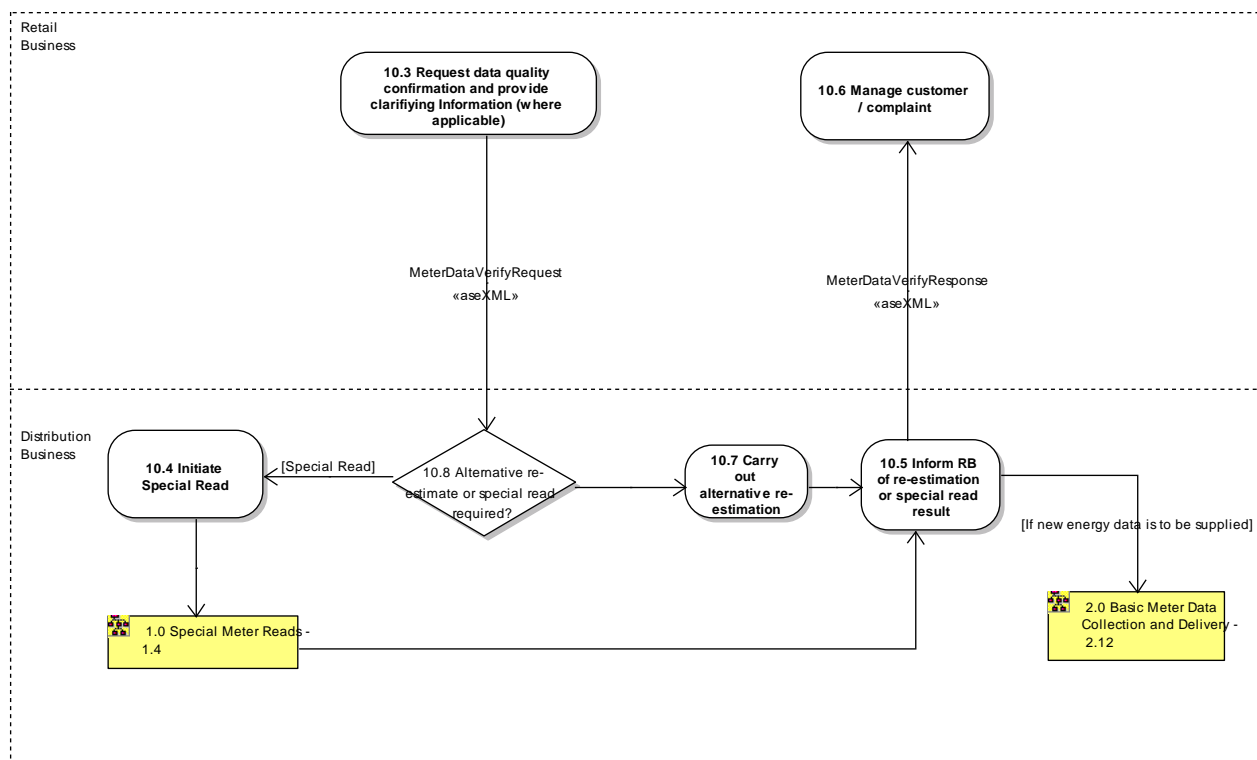 Retail
Business
10.3 Request data quality
confirmation and provide
clarifiying Information (where
applicable)
10.6 Manage customer
/ complaint
MeterDataVerifyRequest
«aseXML»
MeterDataVerifyResponse
«aseXML»
Distribution
Business
10.4 Initiate
Special Read
[Special Read]
10.8 Alternative re-
estimate or special read
required?
10.7 Carry
out
alternative re-
estimation
10.5 Inform RB
of re-estimation
or special read
result
[If new energy data is to be supplied]
1.0 Special Meter Reads -
1.4
2.0 Basic Meter Data
Collection and Delivery -
2.12